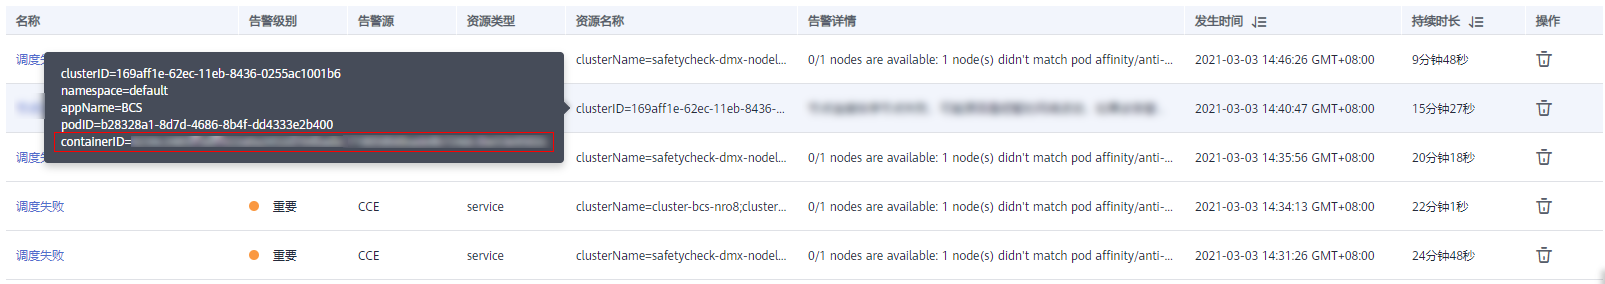 名称 告警级别 告警源 资源类型 资源名称 告警详情 发生时间 持续时长 操作
调度失 clusterName=safetycheck-dmx-nodel... 0/1 nodes are available: 1 node(s) didn't match pod affinity/anti-... 2021-03-03 14:46:26 GMT+08:00 9分钟48秒
clusterID=169aff1e-62ec-11eb-8436-0255ac1001b6
namespace=default
appName=BCS
podID=b28328a1-8d7d-4686-8b4f-dd4333e2b400
containerID=
clusterID=169aff1e-62ec-11eb-8436-... 2021-03-03 14:40:47 GMT+08:00 15分钟27秒
调度失 clusterName=safetycheck-dmx-nodel... 0/1 nodes are available: 1 node(s) didn't match pod affinity/anti-... 2021-03-03 14:35:56 GMT+08:00 20分钟18秒
调度失败 重要 CCE service clusterName=cluster-bcs-nro8;cluster... 0/1 nodes are available: 1 node(s) didn't match pod affinity/anti-... 2021-03-03 14:34:13 GMT+08:00 22分钟1秒
调度失败 重要 CCE service clusterName=safetycheck-dmx-nodel... 0/1 nodes are available: 1 node(s) didn't match pod affinity/anti-... 2021-03-03 14:31:26 GMT+08:00 24分钟48秒